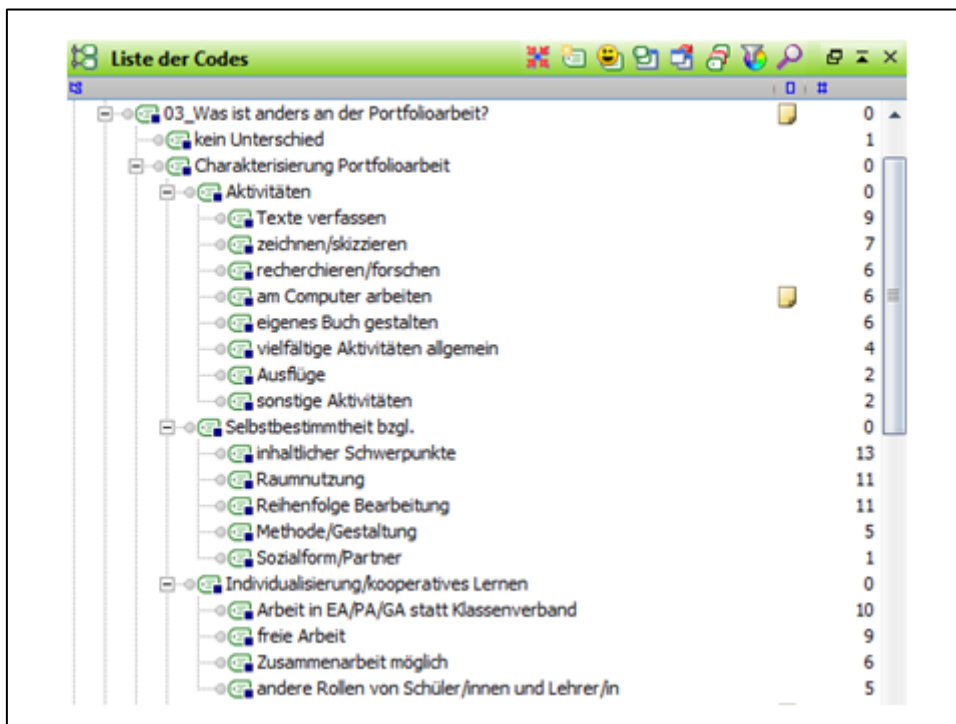 Liste der Codes
#
03_Was ist anders an der Portfolioarbeit? 0
kein Unterschied 1
Charakterisierung Portfolioarbeit 0
Aktivitäten 0
Texte verfassen 9
zeichnen/skizzieren 7
recherchieren/forschen 6
am Computer arbeiten 6
eigenes Buch gestalten 6
vielfältige Aktivitäten allgemein 4
Ausflüge 2
sonstige Aktivitäten 2
Selbstbestimmtheit bzgl. 0
inhaltlicher Schwerpunkte 13
Raumnutzung 11
Reihenfolge Bearbeitung 11
Methode/Gestaltung 5
Sozialform/Partner 1
Individualisierung/kooperatives Lernen 0
Arbeit in EA/PA/GA statt Klassenverband 10
freie Arbeit 9
Zusammenarbeit möglich 6
andere Rollen von Schüler/innen und Lehrer/in 5